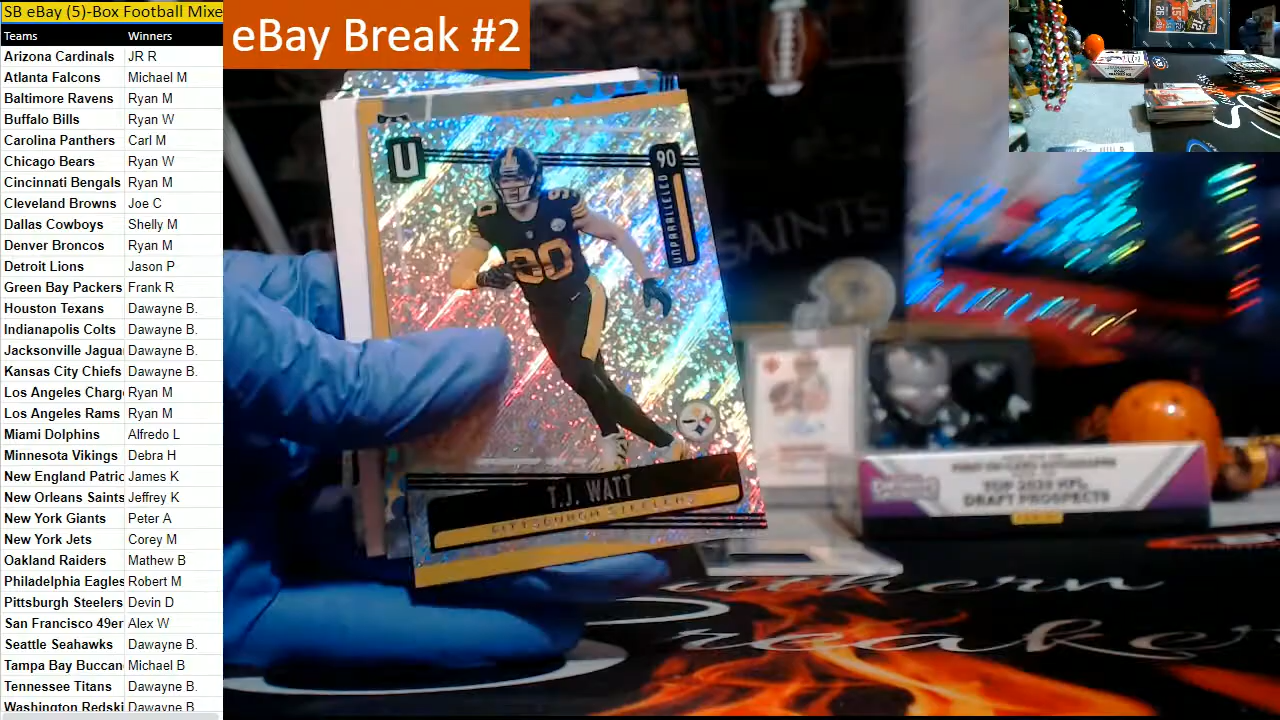 SB eBay (5)-Box Football Mixe
eBay Break #2
Teams Winners
Arizona Cardinals JR R
Atlanta Falcons Michael M
Baltimore Ravens Ryan M
Buffalo Bills Ryan W
Carolina Panthers Carl M
Chicago Bears Ryan W
Cincinnati Bengals Ryan M
Cleveland Browns Joe C
Dallas Cowboys Shelly M
Denver Broncos Ryan M
Detroit Lions Jason P
Green Bay Packers Frank R
Houston Texans Dawayne B.
Indianapolis Colts Dawayne B.
Jacksonville Jagua Dawayne B.
Kansas City Chiefs Dawayne B.
Los Angeles Charg Ryan M
Los Angeles Rams Ryan M
Miami Dolphins Alfredo L
Minnesota Vikings Debra H
New England Patric James K
New Orleans Saints Jeffrey K
New York Giants Peter A
New York Jets Corey M
Oakland Raiders Mathew B
Philadelphia Eagles Robert M
Pittsburgh Steelers Devin D
San Francisco 49er Alex W
Seattle Seahawks Dawayne B.
Tampa Bay Buccan Michael B
Tennessee Titans Dawayne B.
Washington Redski Dawayne B
U
90
UNPARALLELED
90
90
T.J. WATT
PITTSBURGH STEELERS
SAINTS
TOP 2020 NFL
DRAFT PROSPECTS